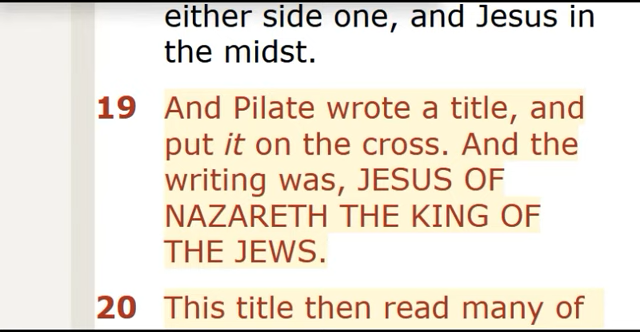 either side one, and Jesus in
the midst.
19 And Pilate wrote a title, and
put it on the cross. And the
writing was, JESUS OF
NAZARETH THE KING OF
THE JEWS.
20 This title then read many of